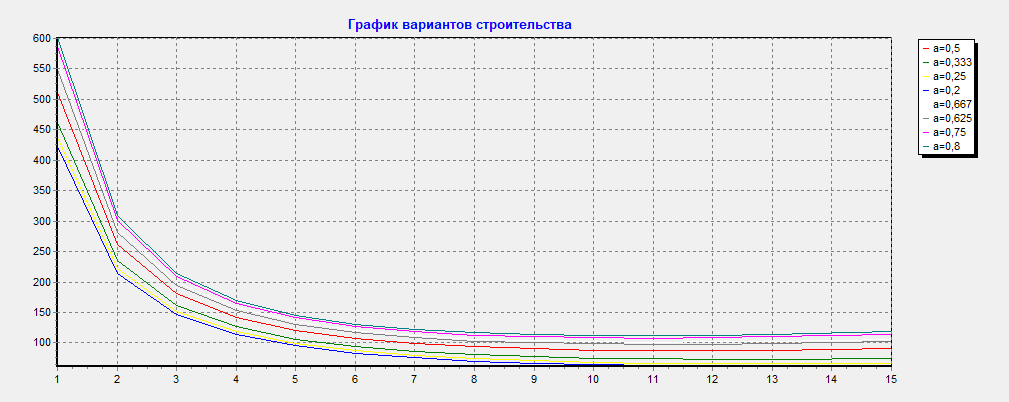 График вариантов строительства
600
550
500
450
400
350
300
250
200
150
100
1 2 3 4 5 6 7 8 9 10 11 12 13 14 15
a=0,5
a=0,333
a=0,25
a=0,2
a=0,667
a=0,625
a=0,75
a=0,8